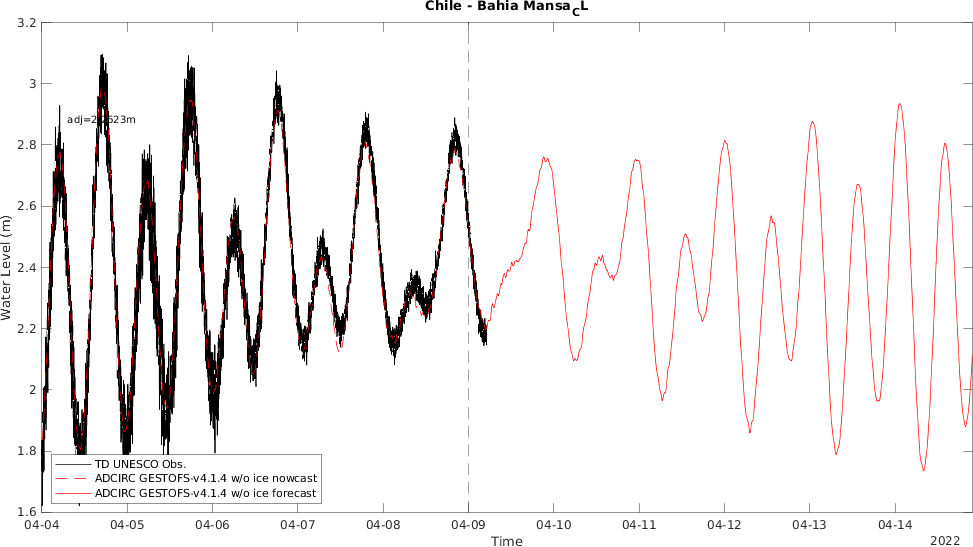 Chile - Bahia Mansa_CL
3.2
3
2.8
2.6
2.4
2.2
2
1.8
1.6
Water Level (m)
TD UNESCO Obs.
ADCIRC GESTOFS-v4.1.4 w/o ice nowcast
ADCIRC GESTOFS-v4.1.4 w/o ice forecast
04-04 04-05 04-06 04-07 04-08 04-09 04-10 04-11 04-12 04-13 04-14
Time
2022